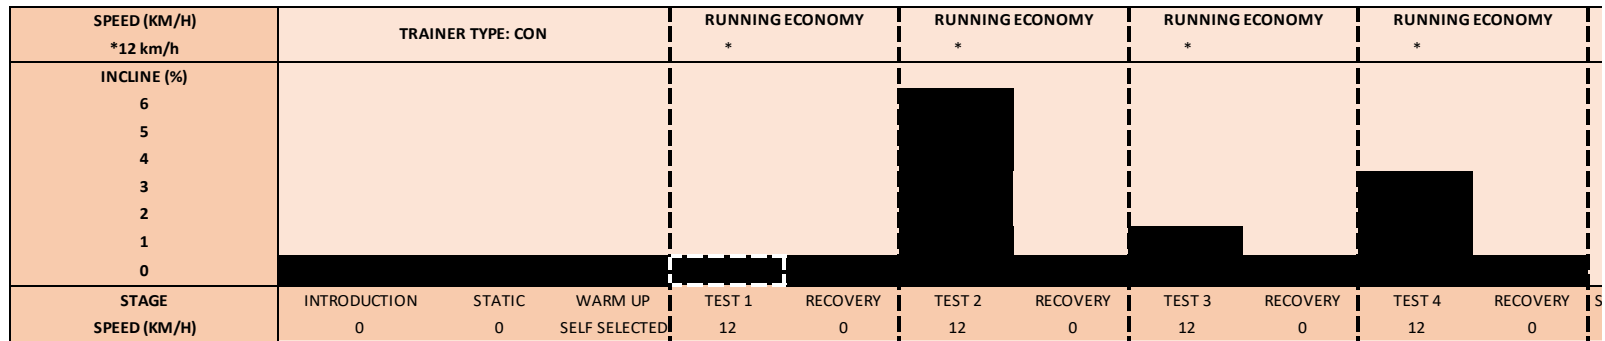 SPEED (KM/H) TRAINER TYPE: CON RUNNING ECONOMY RUNNING ECONOMY RUNNING ECONOMY RUNNING ECONOMY
*12 km/h * * * *
INCLINE (%)
6
5
4
3
2
1
0
STAGE INTRODUCTION STATIC WARM UP TEST 1 RECOVERY TEST 2 RECOVERY TEST 3 RECOVERY TEST 4 RECOVERY S
SPEED (KM/H) 0 0 SELF SELECTED 12 0 12 0 12 0 12 0